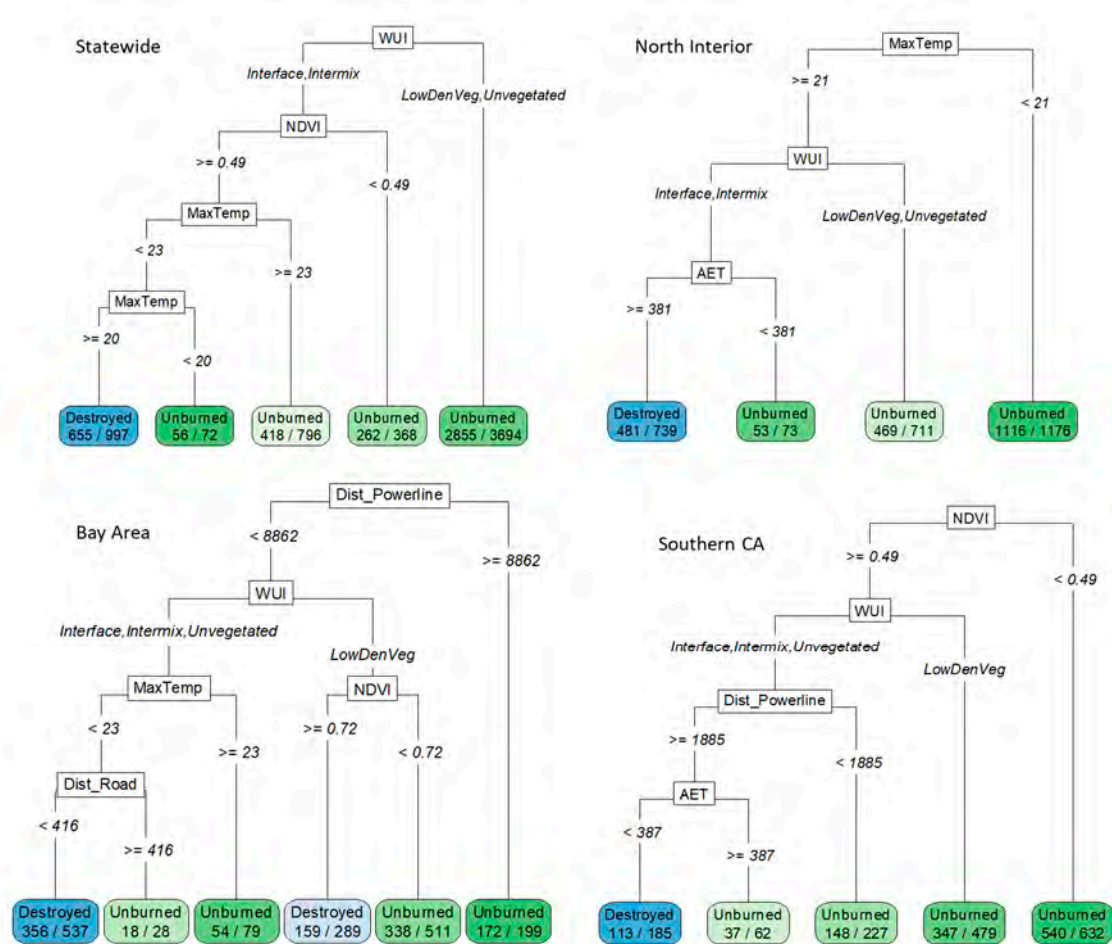 Statewide
WUI
Interface,Intermix
LowDenVeg,Unvegetated
NDVI
>= 0.49
< 0.49
MaxTemp
< 23
>= 23
MaxTemp
>= 20
< 20
Destroyed
655 / 997
Unburned
56 / 72
Unburned
418 / 796
Unburned
262 / 368
Unburned
2855 / 3694
North Interior
MaxTemp
>= 21
< 21
WUI
Interface,Intermix
LowDenVeg,Unvegetated
AET
>= 381
< 381
Destroyed
481 / 739
Unburned
53 / 73
Unburned
469 / 711
Unburned
1116 / 1176
Bay Area
Dist_Powerline
< 8862
>= 8862
WUI
Interface,Intermix,Unvegetated
LowDenVeg
MaxTemp
NDVI
< 23
>= 23
>= 0.72
< 0.72
Dist_Road
< 416
>= 416
Destroyed
356 / 537
Unburned
18 / 28
Unburned
54 / 79
Destroyed
159 / 289
Unburned
338 / 511
Unburned
172 / 199
Southern CA
NDVI
>= 0.49
< 0.49
WUI
Interface,Intermix,Unvegetated
LowDenVeg
Dist_Powerline
>= 1885
< 1885
AET
< 387
>= 387
Destroyed
113 / 185
Unburned
37 / 62
Unburned
148 / 227
Unburned
347 / 479
Unburned
540 / 632